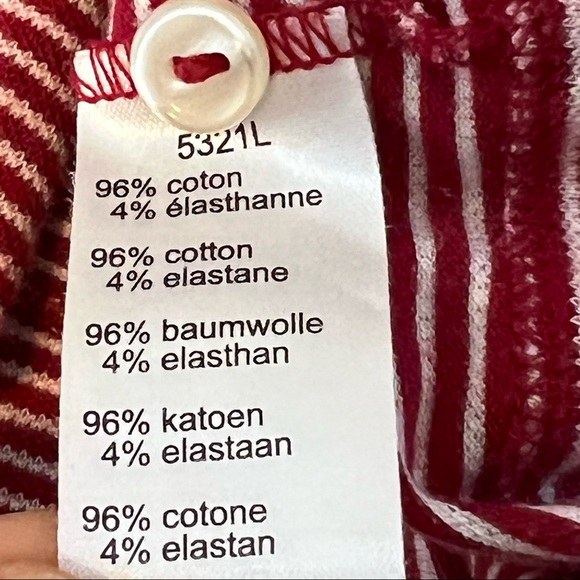 5321L
96% coton
4% élasthanne
96% cotton
4% elastane
96% baumwolle
4% elasthan
96% katoen
4% elastaan
96% cotone
4% elastan